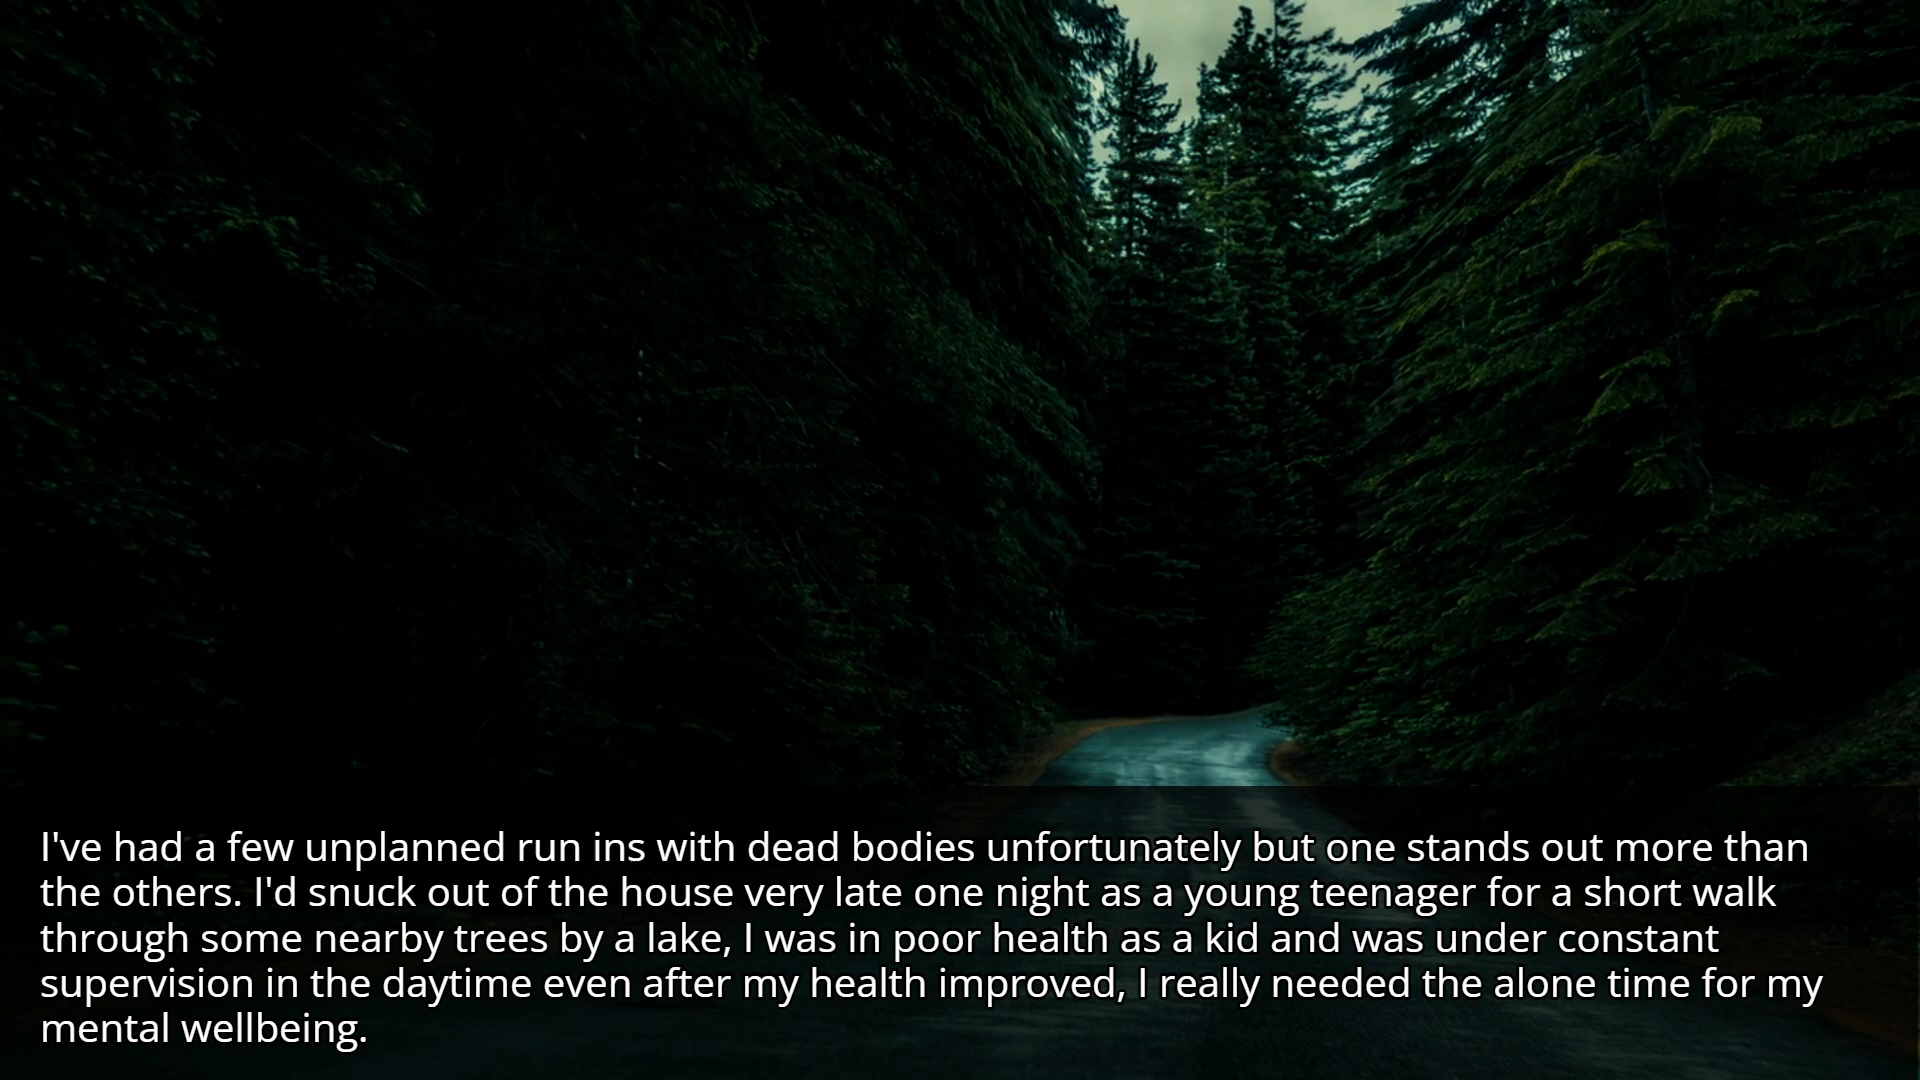 I've had a few unplanned run ins with dead bodies unfortunately but one stands out more than
the others. I'd snuck out of the house very late one night as a young teenager for a short walk
through some nearby trees by a lake, I was in poor health as a kid and was under constant
supervision in the daytime even after my health improved, I really needed the alone time for my
mental wellbeing.